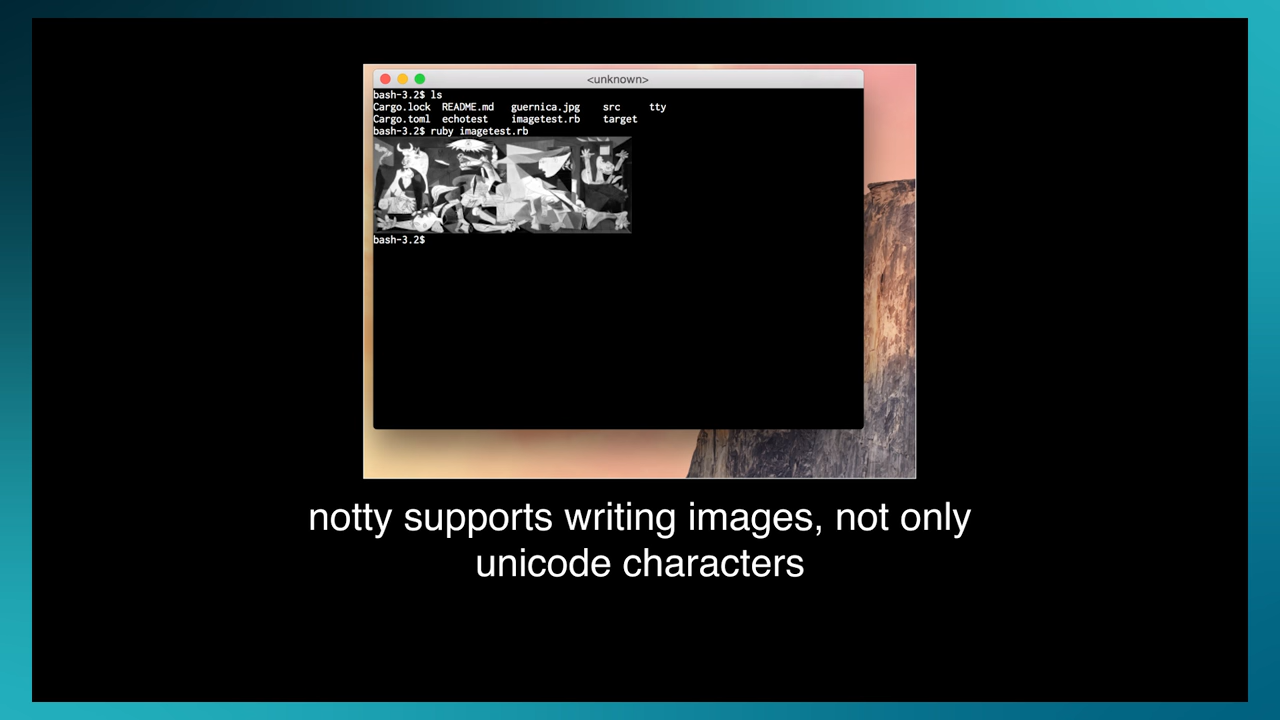 <unknown>
bash-3.2$ ls
Cargo.lock README.md guernica.jpg src tty
Cargo.toml echotest imagetest.rb target
bash-3.2$ ruby imagetest.rb
bash-3.2$
notty supports writing images, not only
unicode characters